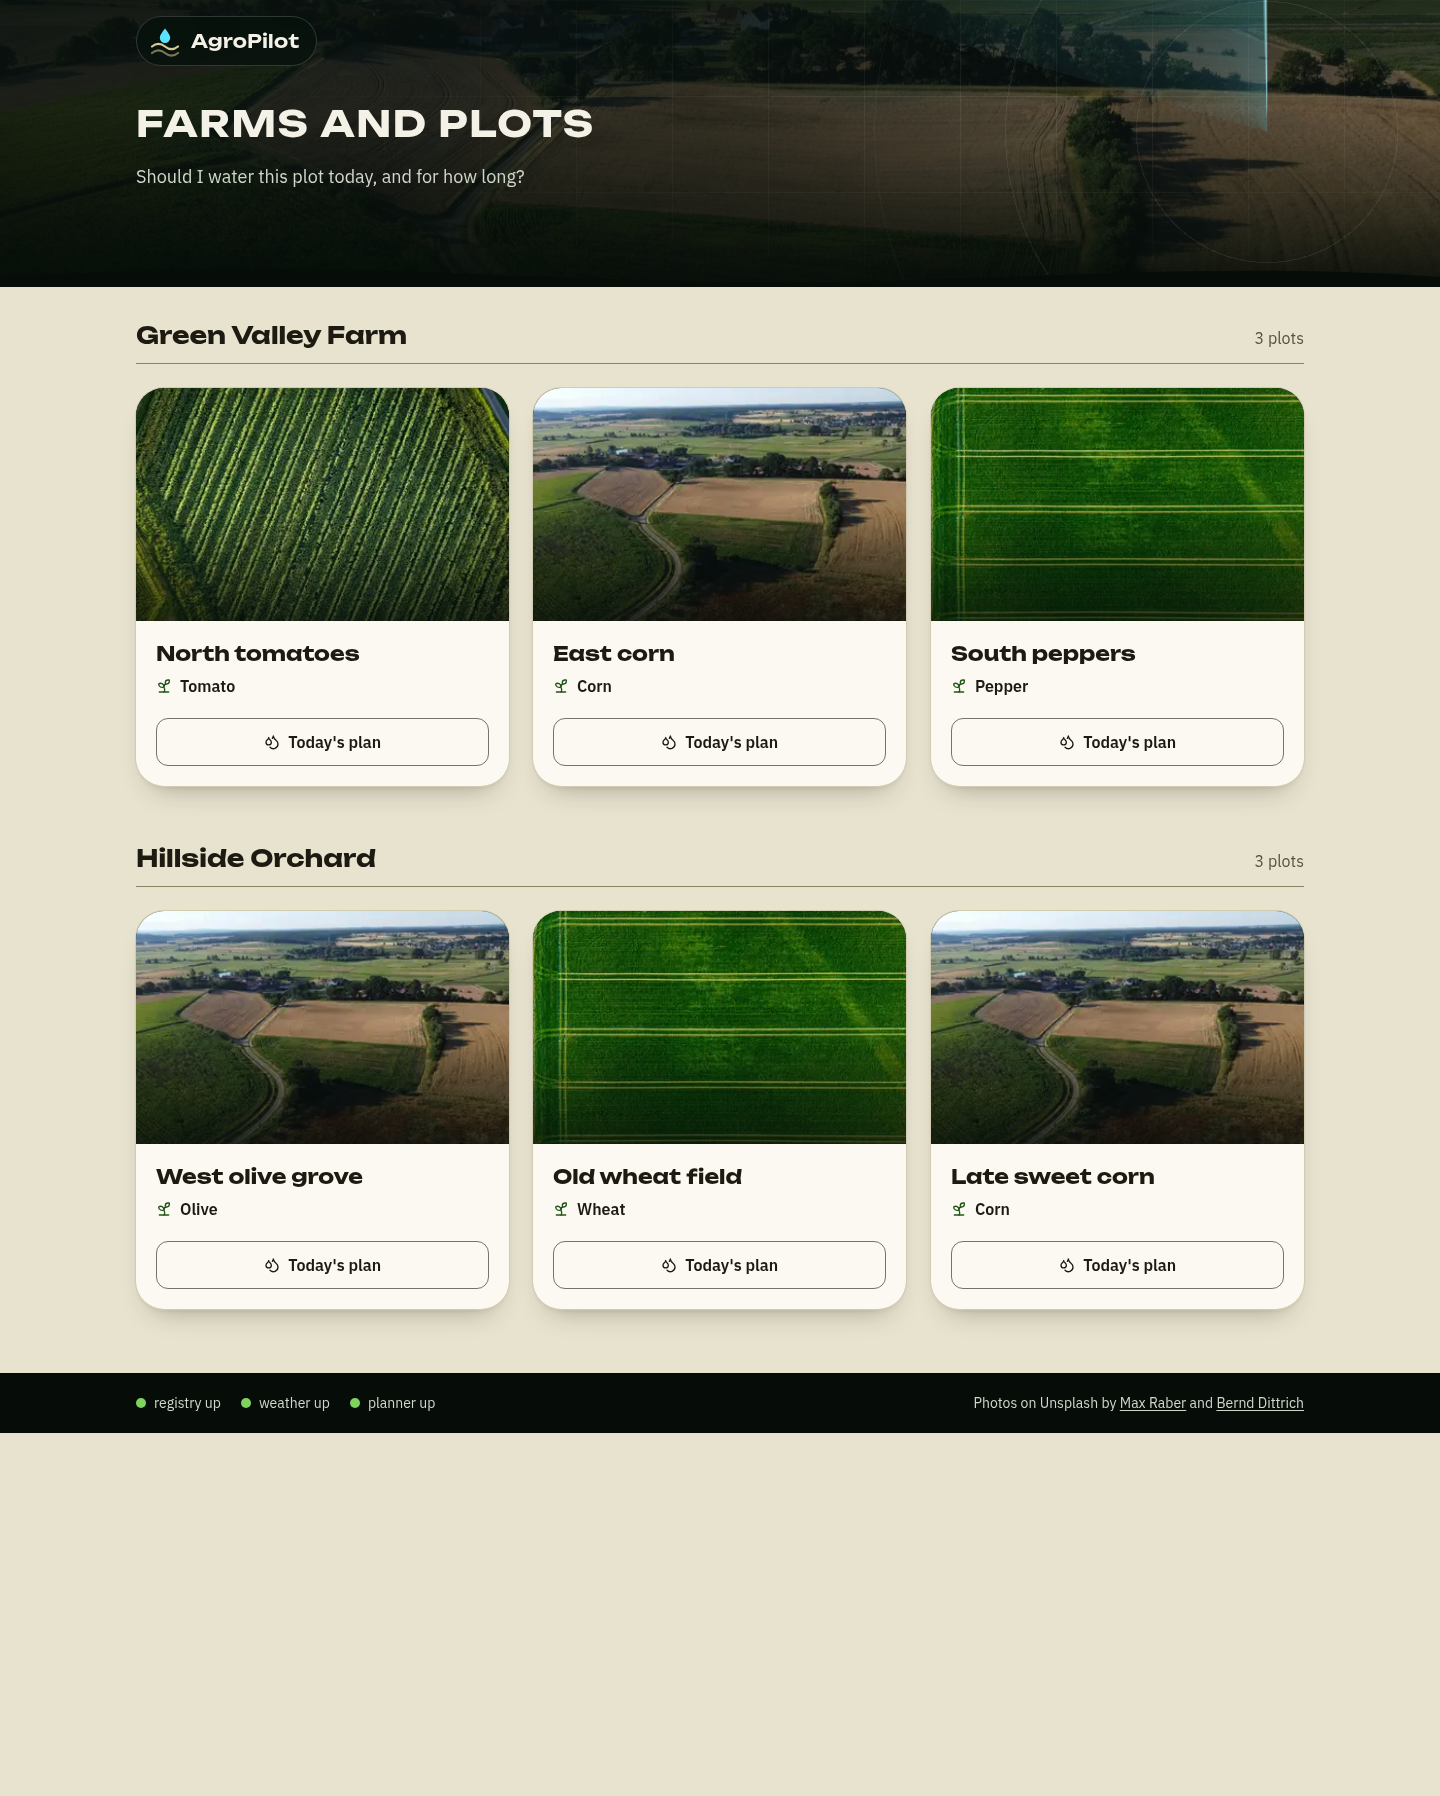 AgroPilot
FARMS AND PLOTS
Should I water this plot today, and for how long?
Green Valley Farm
3 plots
North tomatoes
Tomato
Today's plan
East corn
Corn
Today's plan
South peppers
Pepper
Today's plan
Hillside Orchard
3 plots
West olive grove
Olive
Today's plan
Old wheat field
Wheat
Today's plan
Late sweet corn
Corn
Today's plan
registry up
weather up
planner up
Photos on Unsplash by Max Raber and Bernd Dittrich